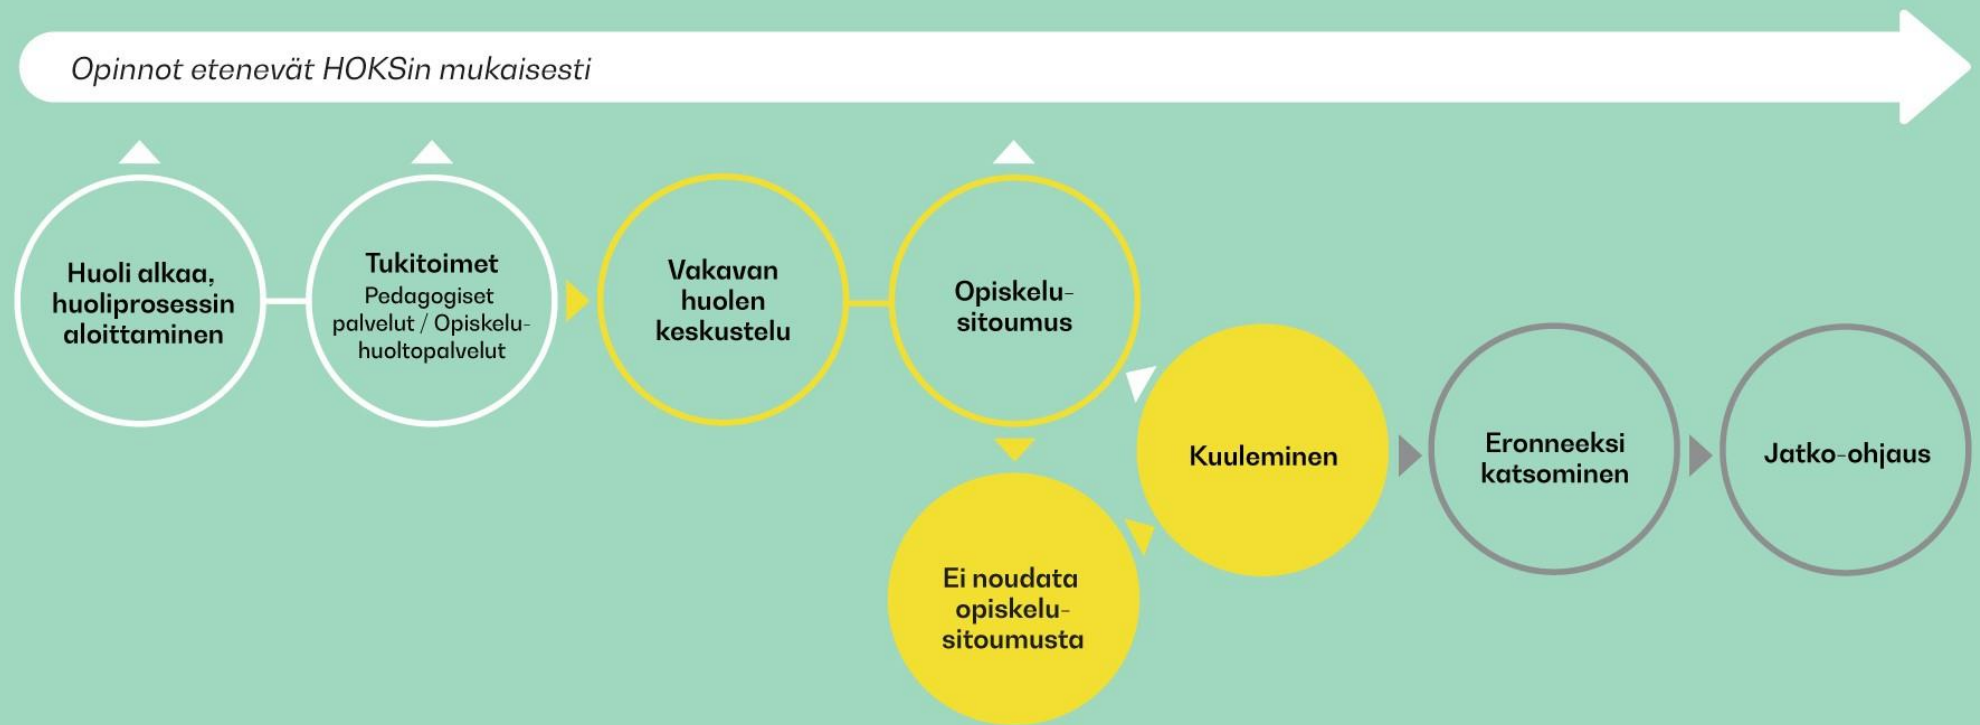 Opinnot etenevät HOKSin mukaisesti
Huoli alkaa,
huoliprosessin
aloittaminen
Tukitoimet
Pedagogiset
palvelut / Opiskelu-
huoltopalvelut
Vakavan
huolen
keskustelu
Opiskelu-
sitoumus
Ei noudata
opiskelu-
sitoumusta
Kuuleminen
Eronneeksi
katsominen
Jatko-ohjaus